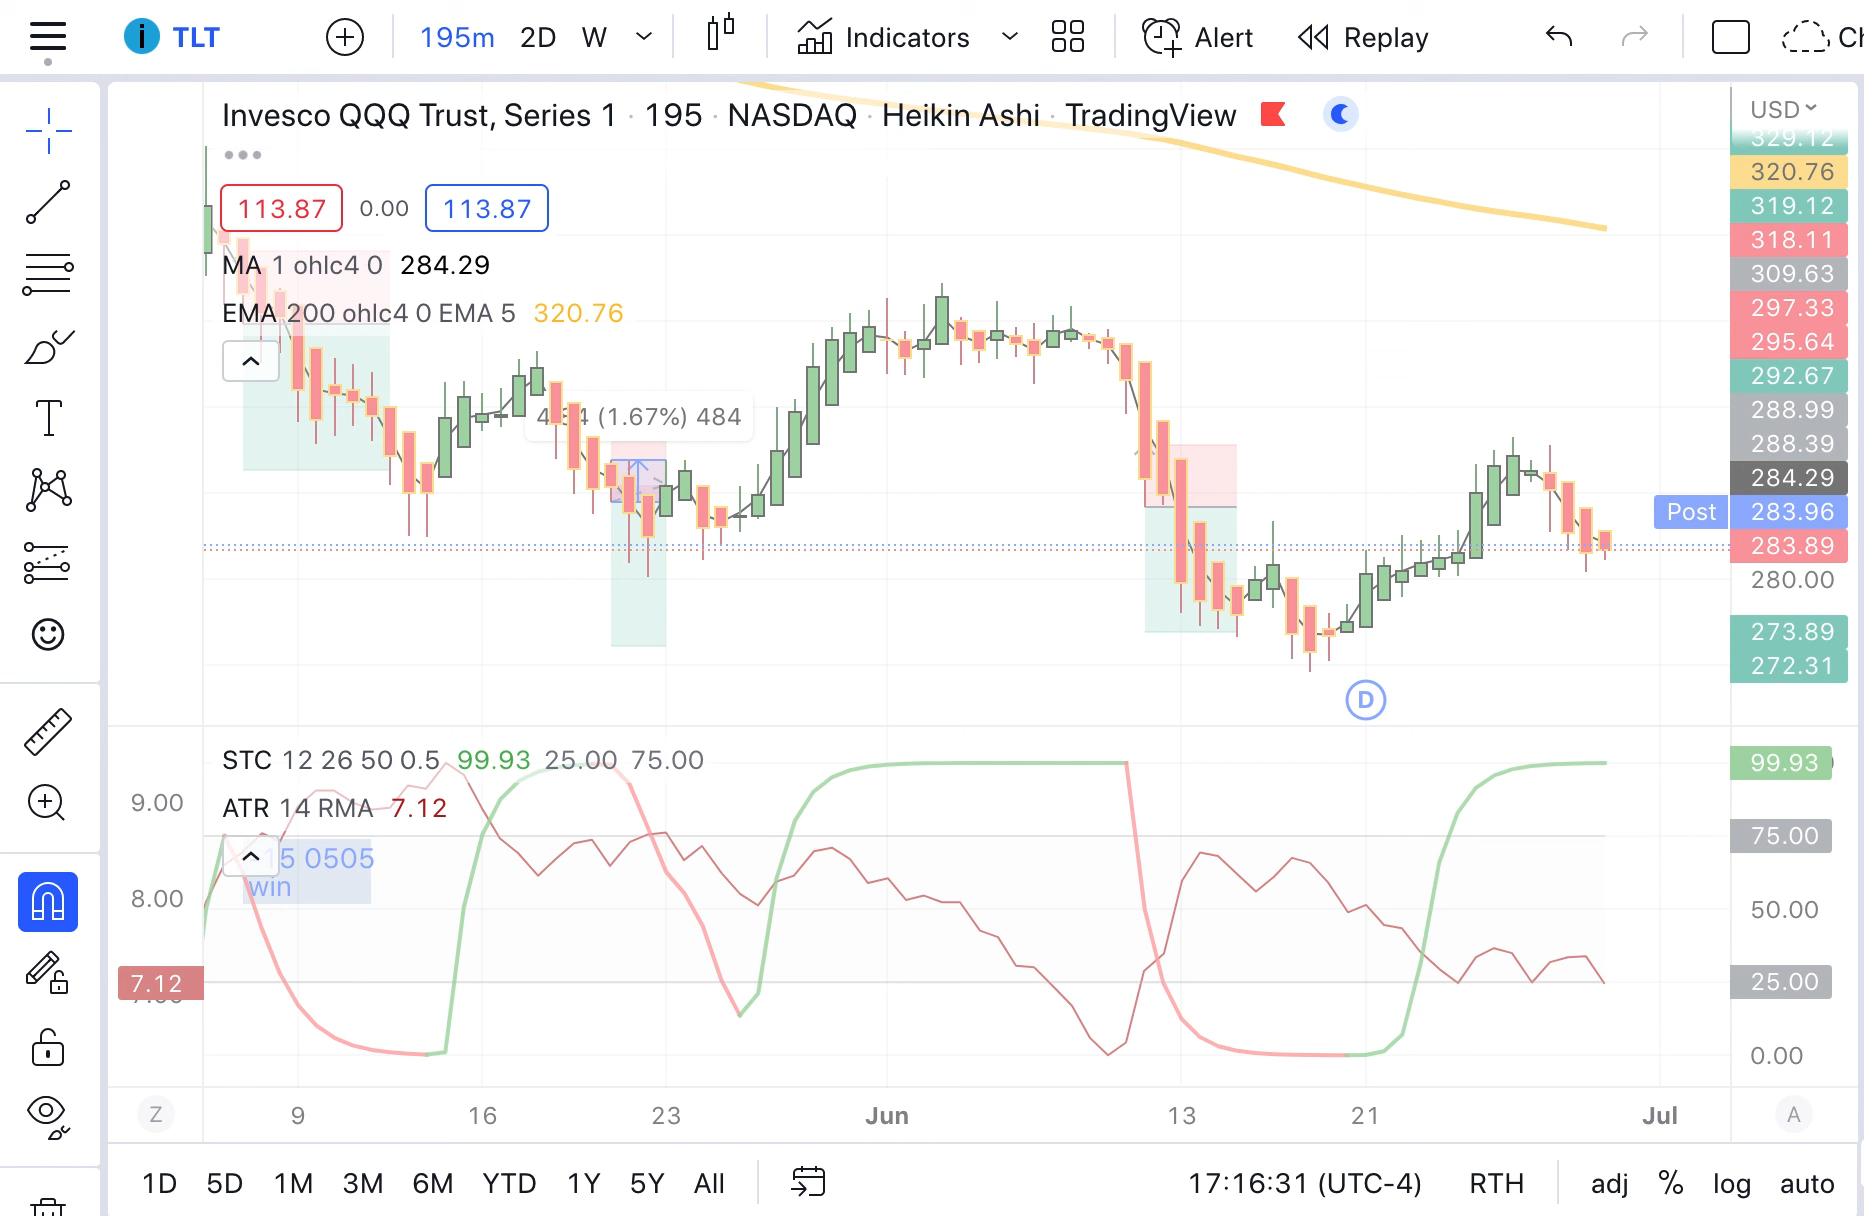 TLT 195m 2D W Indicators Alert Replay
Invesco QQQ Trust, Series 1 · 195 · NASDAQ · Heikin Ashi · TradingView
USD
329.12
320.76
113.87 0.00 113.87
319.12
318.11
MA 1 ohlc4 0 284.29
309.63
EMA 200 ohlc4 0 EMA 5 320.76
297.33
295.64
292.67
(1.67%) 484
288.99
288.39
284.29
Post 283.96
283.89
280.00
273.89
272.31
D
STC 12 26 50 0.5 99.93 25.00 75.00
99.93
9.00
ATR 14 RMA 7.12
75.00
15 0505
win
8.00
50.00
7.12
25.00
0.00
Z 9 16 23 Jun 13 21 Jul A
1D 5D 1M 3M 6M YTD 1Y 5Y All 17:16:31 (UTC-4) RTH adj % log auto